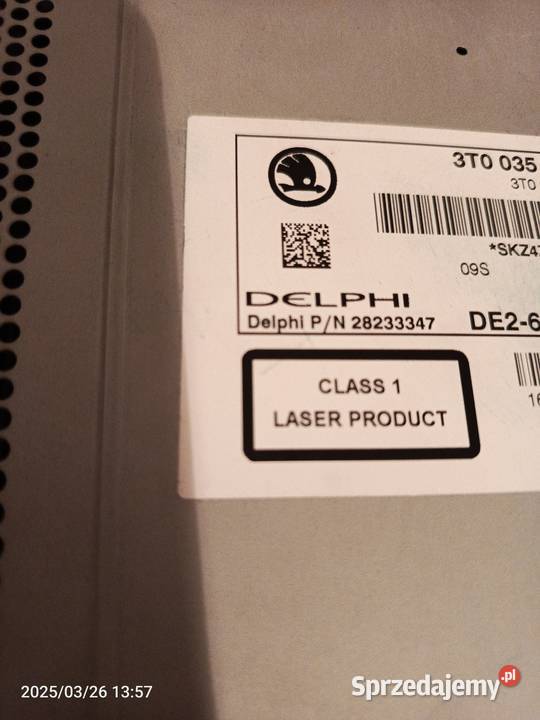 3T0 035
3T0
*SKZ47
09S
DELPHI
Delphi P/N 28233347 DE2-6
CLASS 1
LASER PRODUCT
16
2025/03/26 13:57
Sprzedajemy.pl